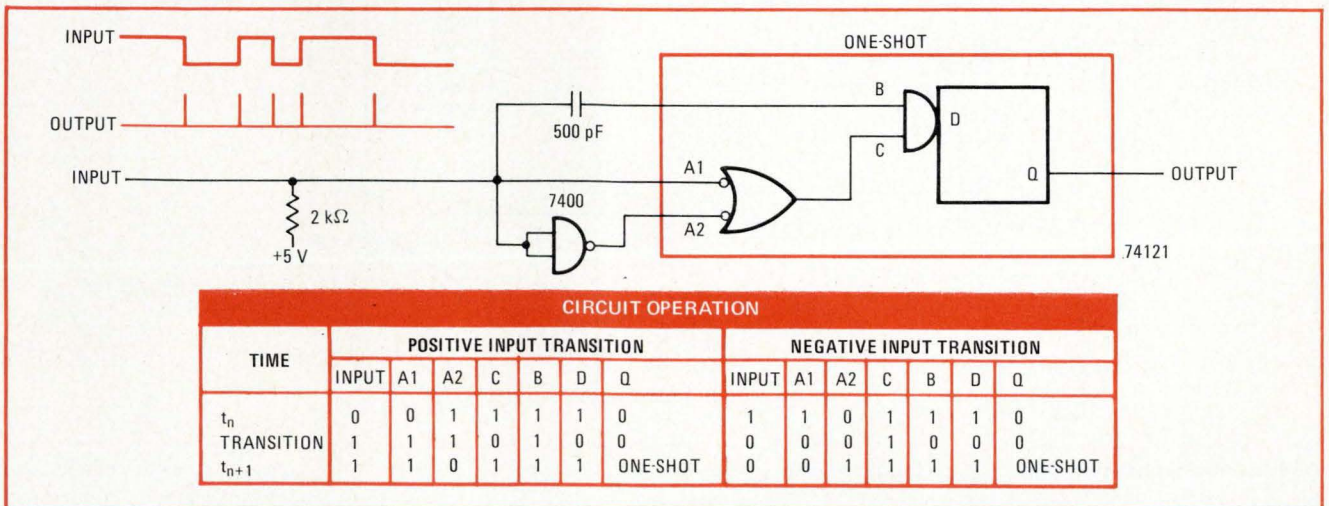 INPUT
OUTPUT
INPUT
2 kΩ
+5 V
500 pF
7400
A1
A2
ONE-SHOT
B
C
D
Q
OUTPUT
74121
CIRCUIT OPERATION
TIME POSITIVE INPUT TRANSITION NEGATIVE INPUT TRANSITION
INPUT A1 A2 C B D Q INPUT A1 A2 C B D Q
tn 0 0 1 1 1 1 0 1 1 0 1 1 1 0
TRANSITION 1 1 1 0 1 0 0 0 0 0 1 0 0 0
tn+1 1 1 0 1 1 1 ONE-SHOT 0 0 1 1 1 1 ONE-SHOT